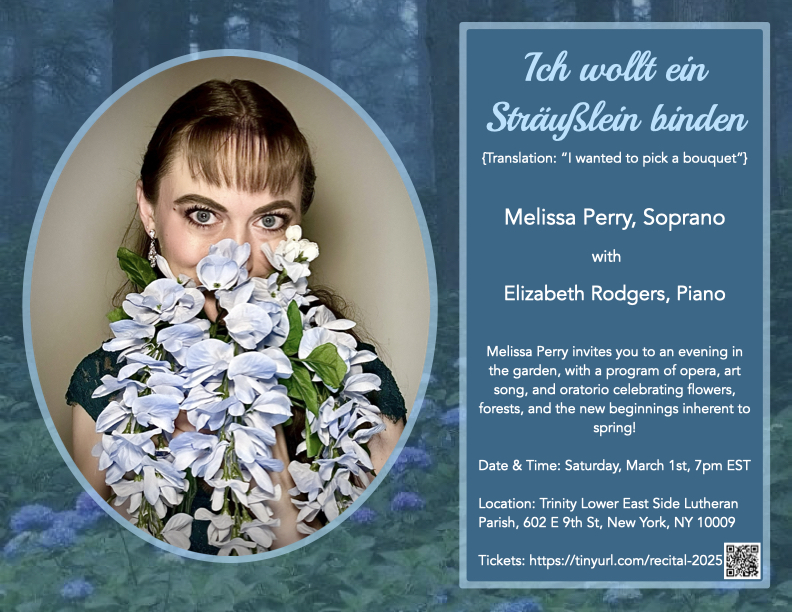 Ich wollt ein
Sträußlein binden
{Translation: “I wanted to pick a bouquet”}
Melissa Perry, Soprano
with
Elizabeth Rodgers, Piano
Melissa Perry invites you to an evening in
the garden, with a program of opera, art
song, and oratorio celebrating flowers,
forests, and the new beginnings inherent to
spring!
Date & Time: Saturday, March 1st, 7pm EST
Location: Trinity Lower East Side Lutheran
Parish, 602 E 9th St, New York, NY 10009
Tickets: https://tinyurl.com/recital-2025